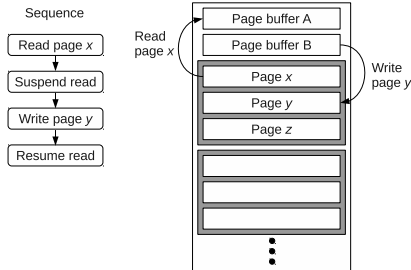 Sequence
Read page x
Suspend read
Write page y
Resume read
Read
page x
Page buffer A
Page buffer B
Page x
Page y
Page z
Write
page y